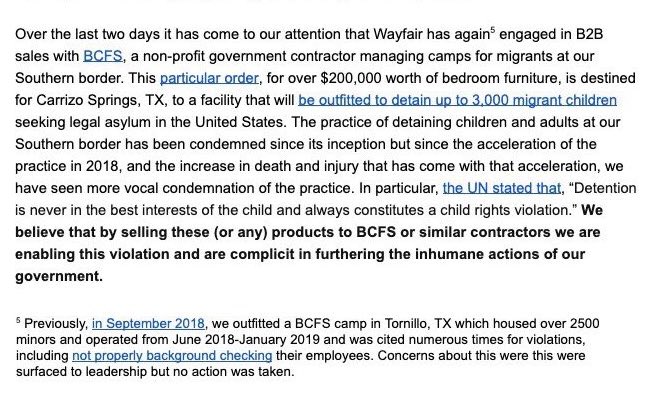 Over the last two days it has come to our attention that Wayfair has again⁵ engaged in B2B
sales with BCFS, a non-profit government contractor managing camps for migrants at our
Southern border. This particular order, for over $200,000 worth of bedroom furniture, is destined
for Carrizo Springs, TX, to a facility that will be outfitted to detain up to 3,000 migrant children
seeking legal asylum in the United States. The practice of detaining children and adults at our
Southern border has been condemned since its inception but since the acceleration of the
practice in 2018, and the increase in death and injury that has come with that acceleration, we
have seen more vocal condemnation of the practice. In particular, the UN stated that, “Detention
is never in the best interests of the child and always constitutes a child rights violation.” We
believe that by selling these (or any) products to BCFS or similar contractors we are
enabling this violation and are complicit in furthering the inhumane actions of our
government.
⁵ Previously, in September 2018, we outfitted a BCFS camp in Tornillo, TX which housed over 2500
minors and operated from June 2018-January 2019 and was cited numerous times for violations,
including not properly background checking their employees. Concerns about this were this were
surfaced to leadership but no action was taken.